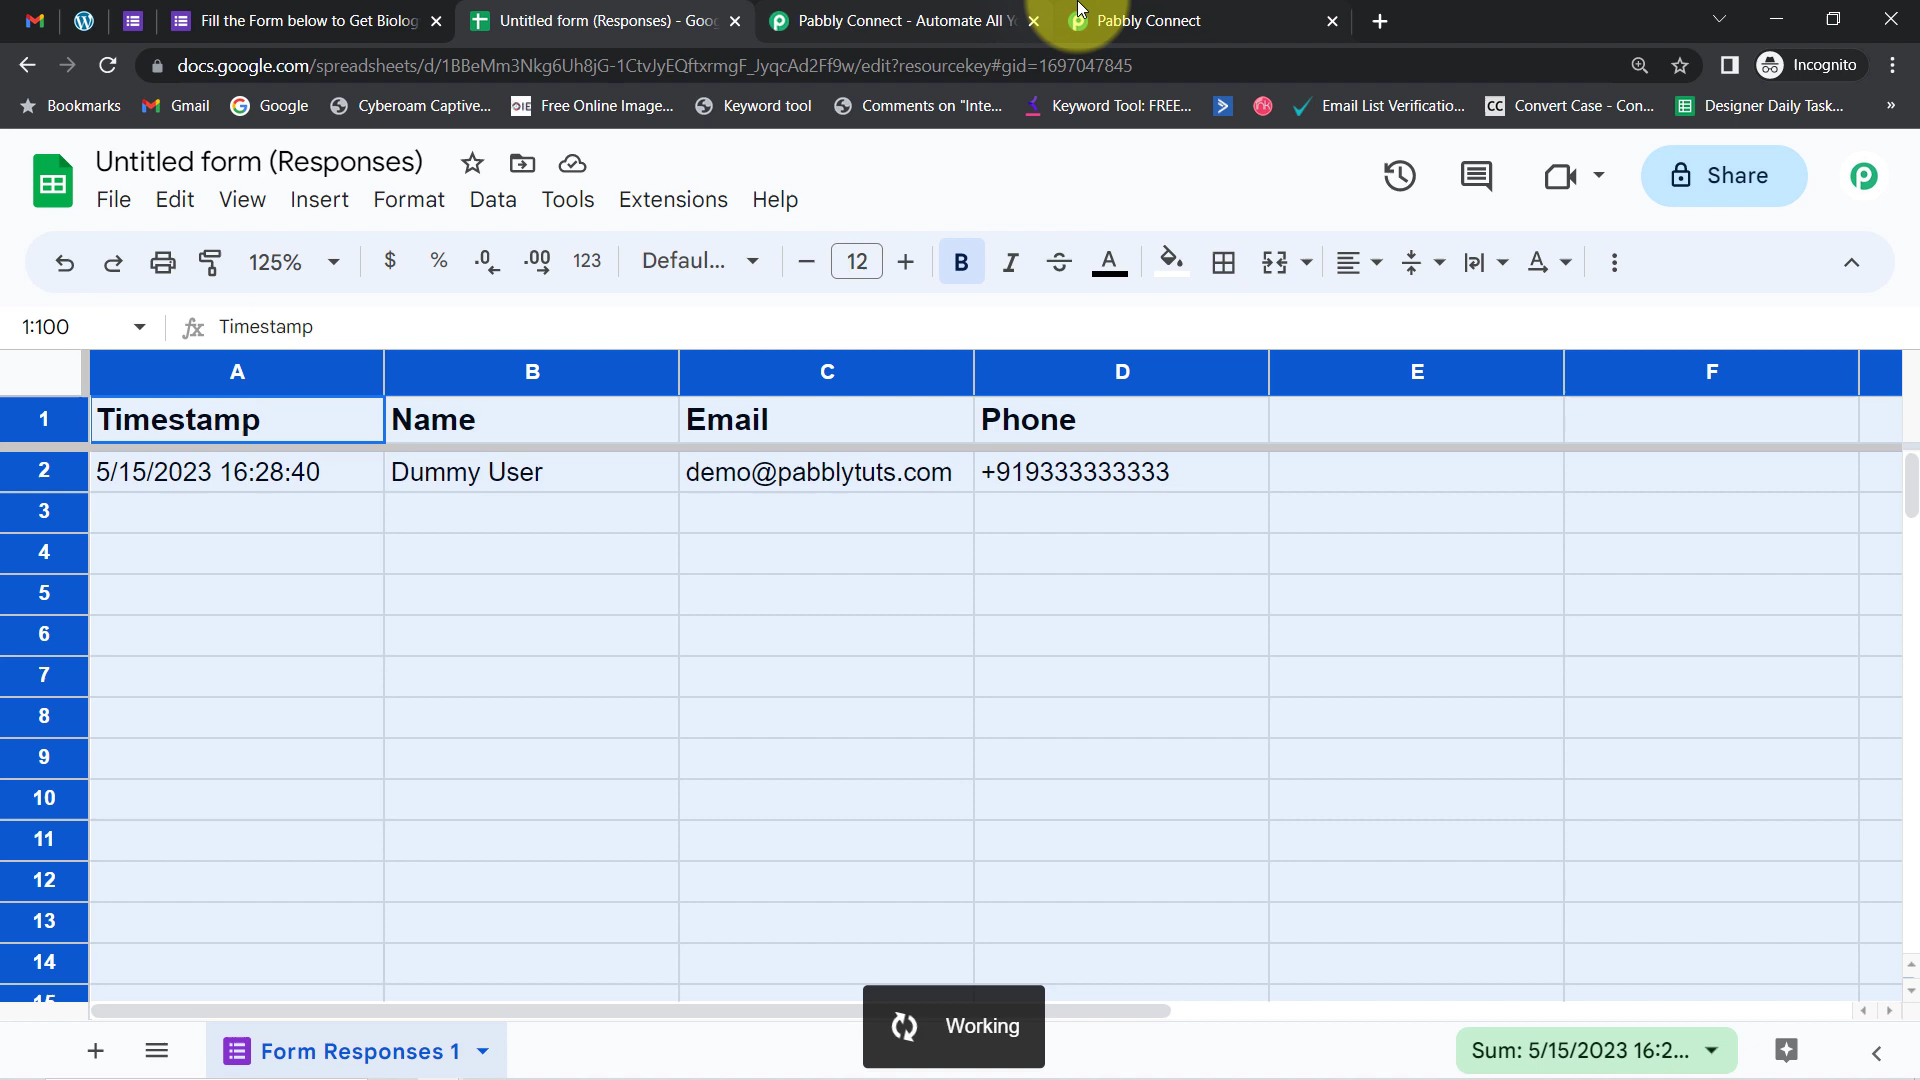 Fill the Form below to Get Biolog
Untitled form (Responses) - Goo
Pabbly Connect - Automate All Y
Pabbly Connect
docs.google.com/spreadsheets/d/1BBeMm3Nkg6Uh8jG-1CtvJyEQftxrmgF_JyqcAd2Ff9w/edit?resourcekey#gid=1697047845
Incognito
Bookmarks
Gmail
Google
Cyberoam Captive...
OIE
Free Online Image...
Keyword tool
Comments on "Inte...
Keyword Tool: FREE...
Email List Verificatio...
CC
Convert Case - Con...
Designer Daily Task...
»
Untitled form (Responses)
Share
File Edit View Insert Format Data Tools Extensions Help
125% $ % .0 .00 123 Defaul... 12 B I A A
1:100 fx Timestamp
A B C D E F
1 Timestamp Name Email Phone
2 5/15/2023 16:28:40 Dummy User demo@pabblytuts.com +919333333333
3
4
5
6
7
8
9
10
11
12
13
14
15
Working
Form Responses 1
Sum: 5/15/2023 16:2...